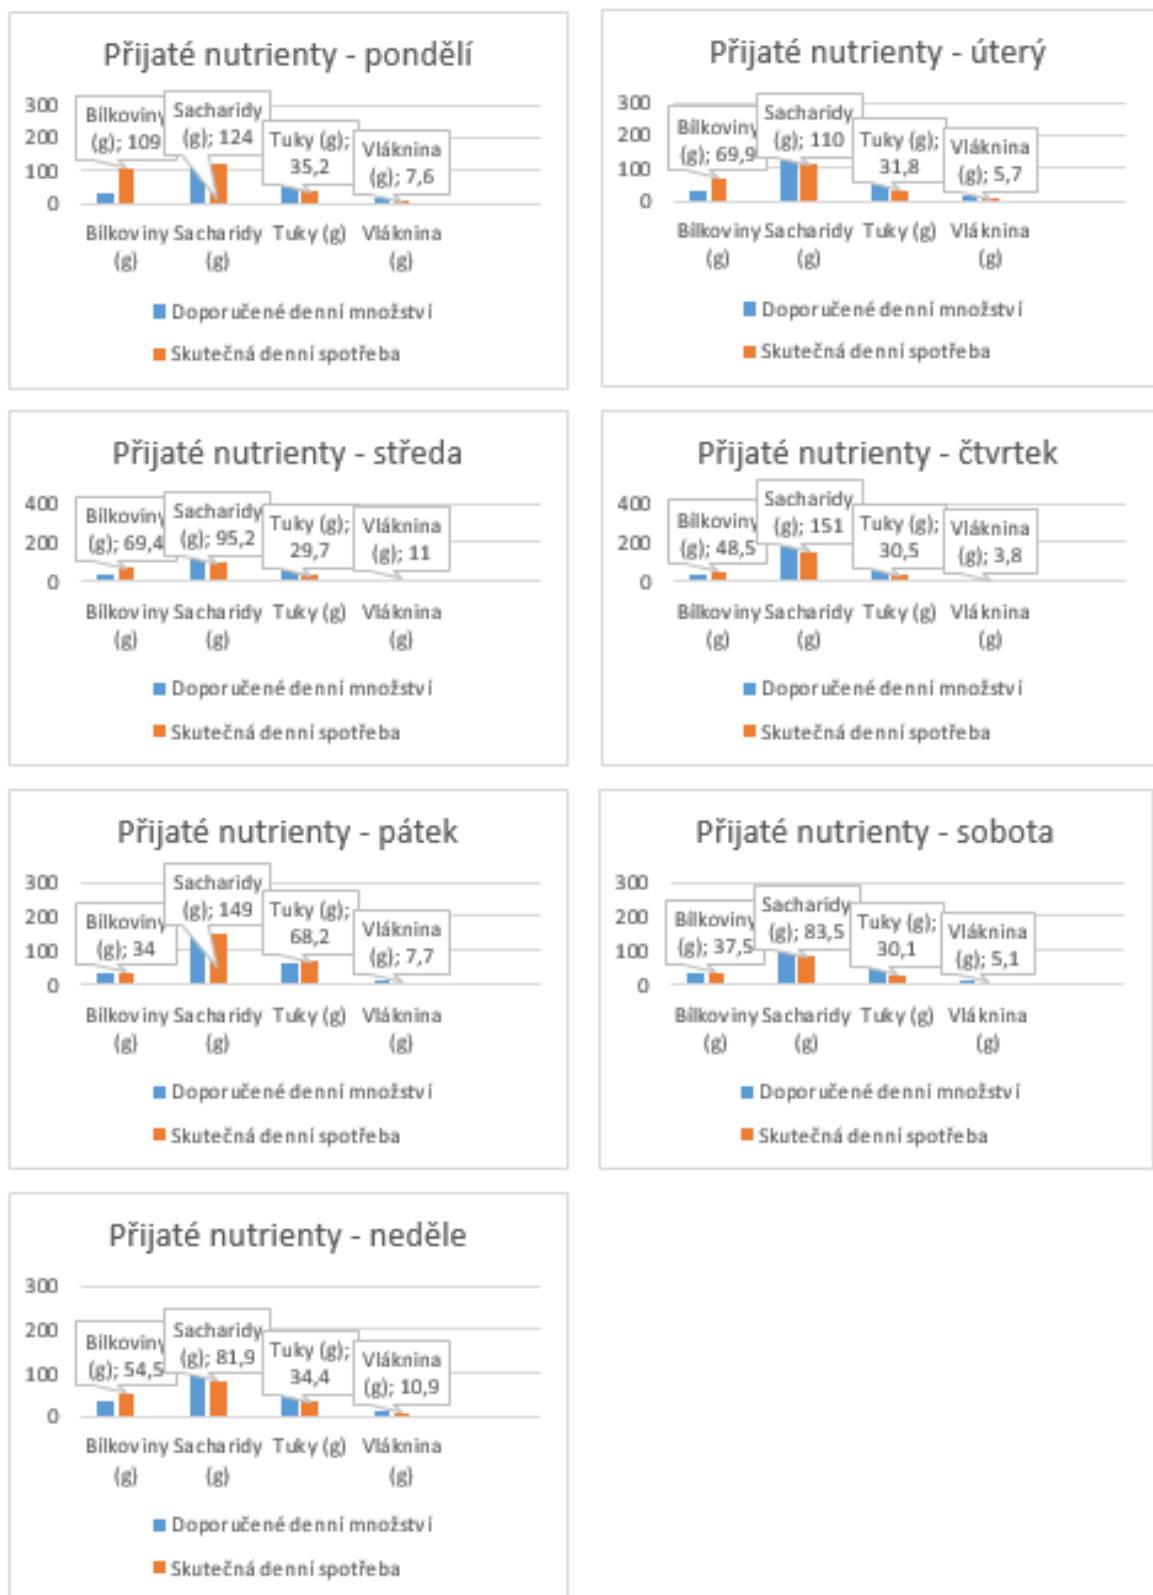 Přijaté nutrienty - pondělí
300
200
100
0
Bílkoviny
(g); 109
Sacharidy
(g); 124
Tuky (g);
35,2
Vláknina
(g); 7,6
Bílkoviny
(g)
Sacharidy
(g)
Tuky (g)
Vláknina
(g)
Doporučené denní množství
Skutečná denní spotřeba
Přijaté nutrienty - úterý
300
200
100
0
Bílkoviny
(g); 69,9
Sacharidy
(g); 110
Tuky (g);
31,8
Vláknina
(g); 5,7
Bílkoviny
(g)
Sacharidy
(g)
Tuky (g)
Vláknina
(g)
Doporučené denní množství
Skutečná denní spotřeba
Přijaté nutrienty - středa
400
200
0
Bílkoviny
(g); 69,4
Sacharidy
(g); 95,2
Tuky (g);
29,7
Vláknina
(g); 11
Bílkoviny
(g)
Sacharidy
(g)
Tuky (g)
Vláknina
(g)
Doporučené denní množství
Skutečná denní spotřeba
Přijaté nutrienty - čtvrtek
400
200
0
Bílkoviny
(g); 48,5
Sacharidy
(g); 151
Tuky (g);
30,5
Vláknina
(g); 3,8
Bílkoviny
(g)
Sacharidy
(g)
Tuky (g)
Vláknina
(g)
Doporučené denní množství
Skutečná denní spotřeba
Přijaté nutrienty - pátek
300
200
100
0
Bílkoviny
(g); 34
Sacharidy
(g); 149
Tuky (g);
68,2
Vláknina
(g); 7,7
Bílkoviny
(g)
Sacharidy
(g)
Tuky (g)
Vláknina
(g)
Doporučené denní množství
Skutečná denní spotřeba
Přijaté nutrienty - sobota
300
200
100
0
Bílkoviny
(g); 37,5
Sacharidy
(g); 83,5
Tuky (g);
30,1
Vláknina
(g); 5,1
Bílkoviny
(g)
Sacharidy
(g)
Tuky (g)
Vláknina
(g)
Doporučené denní množství
Skutečná denní spotřeba
Přijaté nutrienty - neděle
300
200
100
0
Bílkoviny
(g); 54,5
Sacharidy
(g); 81,9
Tuky (g);
34,4
Vláknina
(g); 10,9
Bílkoviny
(g)
Sacharidy
(g)
Tuky (g)
Vláknina
(g)
Doporučené denní množství
Skutečná denní spotřeba